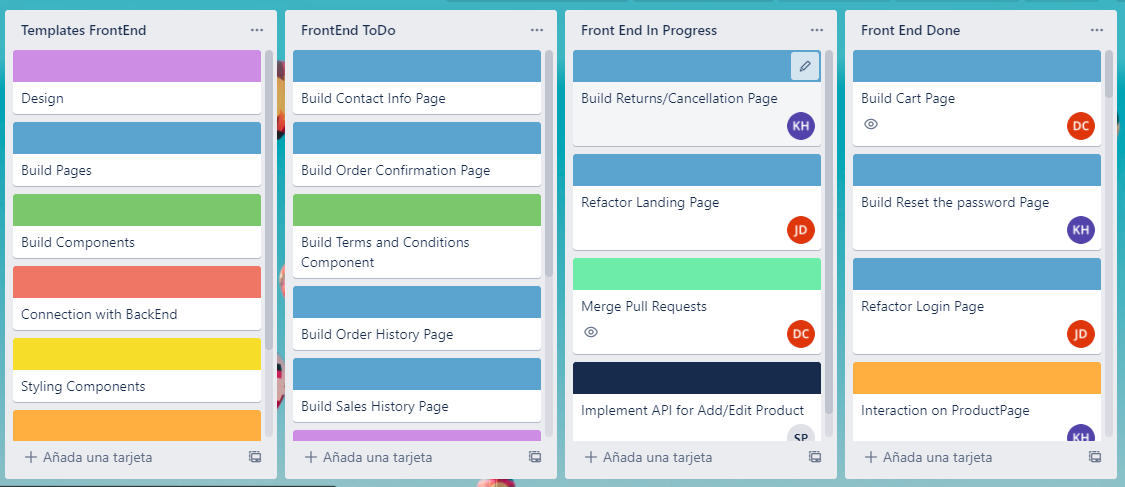 Templates FrontEnd
Design
Build Pages
Build Components
Connection with BackEnd
Styling Components
Añada una tarjeta
FrontEnd ToDo
Build Contact Info Page
Build Order Confirmation Page
Build Terms and Conditions
Component
Build Order History Page
Build Sales History Page
Añada una tarjeta
Front End In Progress
Build Returns/Cancellation Page
KH
Refactor Landing Page
JD
Merge Pull Requests
DC
Implement API for Add/Edit Product
SP
Añada una tarjeta
Front End Done
Build Cart Page
DC
Build Reset the password Page
KH
Refactor Login Page
JD
Interaction on ProductPage
KH
Añada una tarjeta